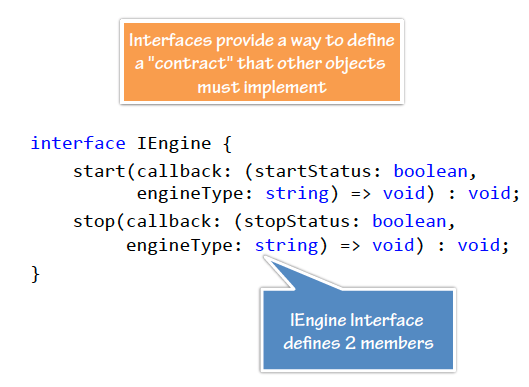 Interfaces provide a way to define
a "contract" that other objects
must implement
interface IEngine {
start(callback: (startStatus: boolean,
engineType: string) => void) : void;
stop(callback: (stopStatus: boolean,
engineType: string) => void) : void;
}
IEngine Interface
defines 2 members